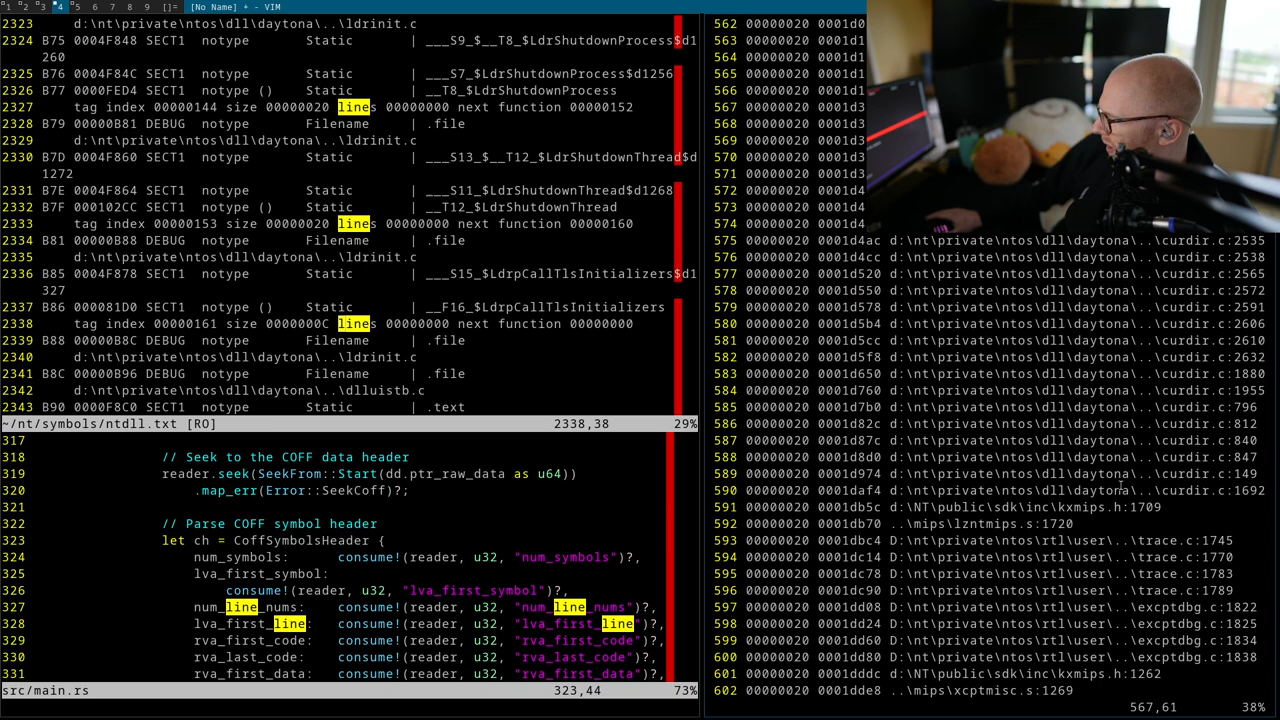 1 2 3 4 5 6 7 8 9 []= [No Name] + - VIM
2323 d:\nt\private\ntos\dll\daytona\..\ldrinit.c
2324 B75 0004F848 SECT1 notype Static | ___S9_$__T8_$LdrShutdownProcess$d1
260
2325 B76 0004F84C SECT1 notype Static | ___S7_$LdrShutdownProcess$d1256
2326 B77 0000FED4 SECT1 notype () Static | __T8_$LdrShutdownProcess
2327 tag index 00000144 size 00000020 lines 00000000 next function 00000152
2328 B79 00000B81 DEBUG notype Filename | .file
2329 d:\nt\private\ntos\dll\daytona\..\ldrinit.c
2330 B7D 0004F860 SECT1 notype Static | ___S13_$__T12_$LdrShutdownThread$d
1272
2331 B7E 0004F864 SECT1 notype Static | ___S11_$LdrShutdownThread$d1268
2332 B7F 000102CC SECT1 notype () Static | __T12_$LdrShutdownThread
2333 tag index 00000153 size 00000020 lines 00000000 next function 00000160
2334 B81 00000B88 DEBUG notype Filename | .file
2335 d:\nt\private\ntos\dll\daytona\..\ldrinit.c
2336 B85 0004F878 SECT1 notype Static | ___S15_$LdrpCallTlsInitializers$d1
327
2337 B86 000081D0 SECT1 notype () Static | __F16_$LdrpCallTlsInitializers
2338 tag index 00000161 size 0000000C lines 00000000 next function 00000000
2339 B88 00000B8C DEBUG notype Filename | .file
2340 d:\nt\private\ntos\dll\daytona\..\ldrinit.c
2341 B8C 00000B96 DEBUG notype Filename | .file
2342 d:\nt\private\ntos\dll\daytona\..\dlluistb.c
2343 B90 0000F8C0 SECT1 notype Static | .text
~/nt/symbols/ntdll.txt [RO] 2338,38 29%
317
318 // Seek to the COFF data header
319 reader.seek(SeekFrom::Start(dd.ptr_raw_data as u64))
320 .map_err(Error::SeekCoff)?;
321
322 // Parse COFF symbol header
323 let ch = CoffSymbolsHeader {
324 num_symbols: consume!(reader, u32, "num_symbols")?,
325 lva_first_symbol:
326 consume!(reader, u32, "lva_first_symbol")?,
327 num_line_nums: consume!(reader, u32, "num_line_nums")?,
328 lva_first_line: consume!(reader, u32, "lva_first_line")?,
329 rva_first_code: consume!(reader, u32, "rva_first_code")?,
330 rva_last_code: consume!(reader, u32, "rva_last_code")?,
331 rva_first_data: consume!(reader, u32, "rva_first_data")?,
src/main.rs 323,44 73%
562 00000020 0001d0
563 00000020 0001d1
564 00000020 0001d1
565 00000020 0001d1
566 00000020 0001d1
567 00000020 0001d3
568 00000020 0001d3
569 00000020 0001d3
570 00000020 0001d3
571 00000020 0001d3
572 00000020 0001d4
573 00000020 0001d4
574 00000020 0001d4
575 00000020 0001d4ac d:\nt\private\ntos\dll\daytona\..\curdir.c:2535
576 00000020 0001d4cc d:\nt\private\ntos\dll\daytona\..\curdir.c:2538
577 00000020 0001d520 d:\nt\private\ntos\dll\daytona\..\curdir.c:2565
578 00000020 0001d550 d:\nt\private\ntos\dll\daytona\..\curdir.c:2572
579 00000020 0001d578 d:\nt\private\ntos\dll\daytona\..\curdir.c:2591
580 00000020 0001d5b4 d:\nt\private\ntos\dll\daytona\..\curdir.c:2606
581 00000020 0001d5cc d:\nt\private\ntos\dll\daytona\..\curdir.c:2610
582 00000020 0001d5f8 d:\nt\private\ntos\dll\daytona\..\curdir.c:2632
583 00000020 0001d650 d:\nt\private\ntos\dll\daytona\..\curdir.c:1880
584 00000020 0001d760 d:\nt\private\ntos\dll\daytona\..\curdir.c:1955
585 00000020 0001d7b0 d:\nt\private\ntos\dll\daytona\..\curdir.c:796
586 00000020 0001d82c d:\nt\private\ntos\dll\daytona\..\curdir.c:812
587 00000020 0001d87c d:\nt\private\ntos\dll\daytona\..\curdir.c:840
588 00000020 0001d8d0 d:\nt\private\ntos\dll\daytona\..\curdir.c:847
589 00000020 0001d974 d:\nt\private\ntos\dll\daytona\..\curdir.c:149
590 00000020 0001daf4 d:\nt\private\ntos\dll\daytona\..\curdir.c:1692
591 00000020 0001db5c d:\NT\public\sdk\inc\kxmips.h:1709
592 00000020 0001db70 ..\mips\lzntmips.s:1720
593 00000020 0001dbc4 d:\NT\private\ntos\rtl\user\..\trace.c:1745
594 00000020 0001dc14 d:\NT\private\ntos\rtl\user\..\trace.c:1770
595 00000020 0001dc78 d:\NT\private\ntos\rtl\user\..\trace.c:1783
596 00000020 0001dc90 d:\NT\private\ntos\rtl\user\..\trace.c:1789
597 00000020 0001dd08 d:\NT\private\ntos\rtl\user\..\excptdbg.c:1822
598 00000020 0001dd24 d:\NT\private\ntos\rtl\user\..\excptdbg.c:1825
599 00000020 0001dd60 d:\NT\private\ntos\rtl\user\..\excptdbg.c:1834
600 00000020 0001dd80 d:\NT\private\ntos\rtl\user\..\excptdbg.c:1838
601 00000020 0001dddc d:\NT\public\sdk\inc\kxmips.h:1262
602 00000020 0001dde8 ..\mips\xcptmisc.s:1269
567,61 38%